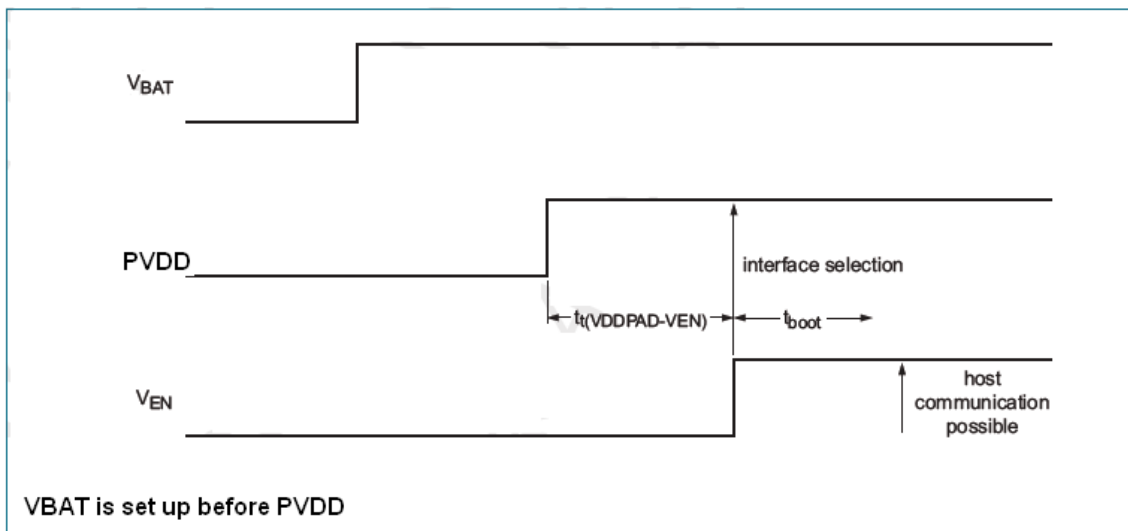 VBAT
PVDD
interface selection
tt(VDDPAD-VEN)
tboot
VEN
host
communication
possible
VBAT is set up before PVDD